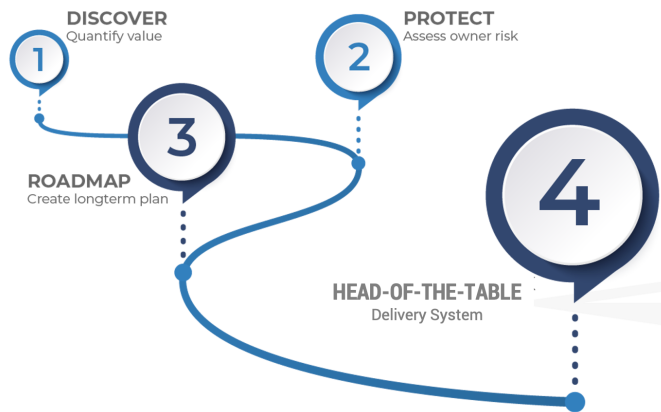 1
DISCOVER
Quantify value
2
PROTECT
Assess owner risk
3
ROADMAP
Create longterm plan
4
HEAD-OF-THE-TABLE
Delivery System